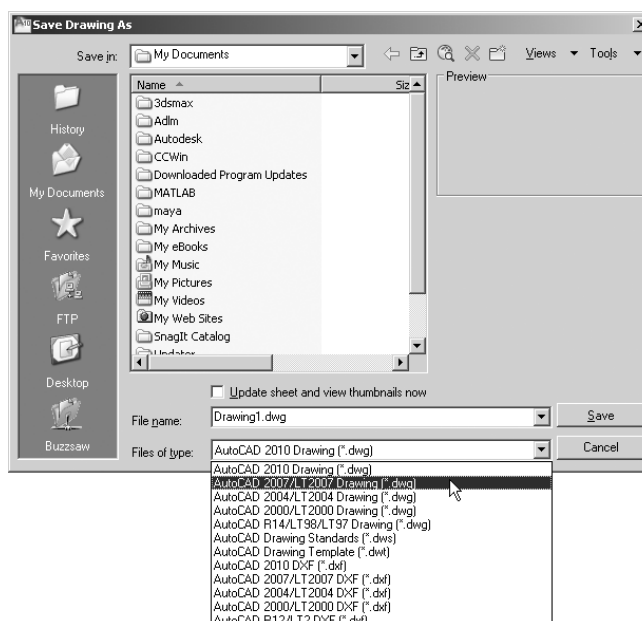 Save Drawing As
Save in:
My Documents
Views
Tools
History
My Documents
Favorites
FTP
Desktop
Buzzsaw
Name
Siz
3dsmax
Adlm
Autodesk
CCWin
Downloaded Program Updates
MATLAB
maya
My Archives
My eBooks
My Music
My Pictures
My Videos
My Web Sites
SnagIt Catalog
Updater
Preview
Update sheet and view thumbnails now
File name:
Drawing1.dwg
Save
Files of type:
AutoCAD 2010 Drawing (*.dwg)
Cancel
AutoCAD 2010 Drawing (*.dwg)
AutoCAD 2007/LT2007 Drawing (*.dwg)
AutoCAD 2004/LT2004 Drawing (*.dwg)
AutoCAD 2000/LT2000 Drawing (*.dwg)
AutoCAD R14/LT98/LT97 Drawing (*.dwg)
AutoCAD Drawing Standards (*.dws)
AutoCAD Drawing Template (*.dwt)
AutoCAD 2010 DXF (*.dxf)
AutoCAD 2007/LT2007 DXF (*.dxf)
AutoCAD 2004/LT2004 DXF (*.dxf)
AutoCAD 2000/LT2000 DXF (*.dxf)
AutoCAD R12/LT2 DXF (*.dxf)